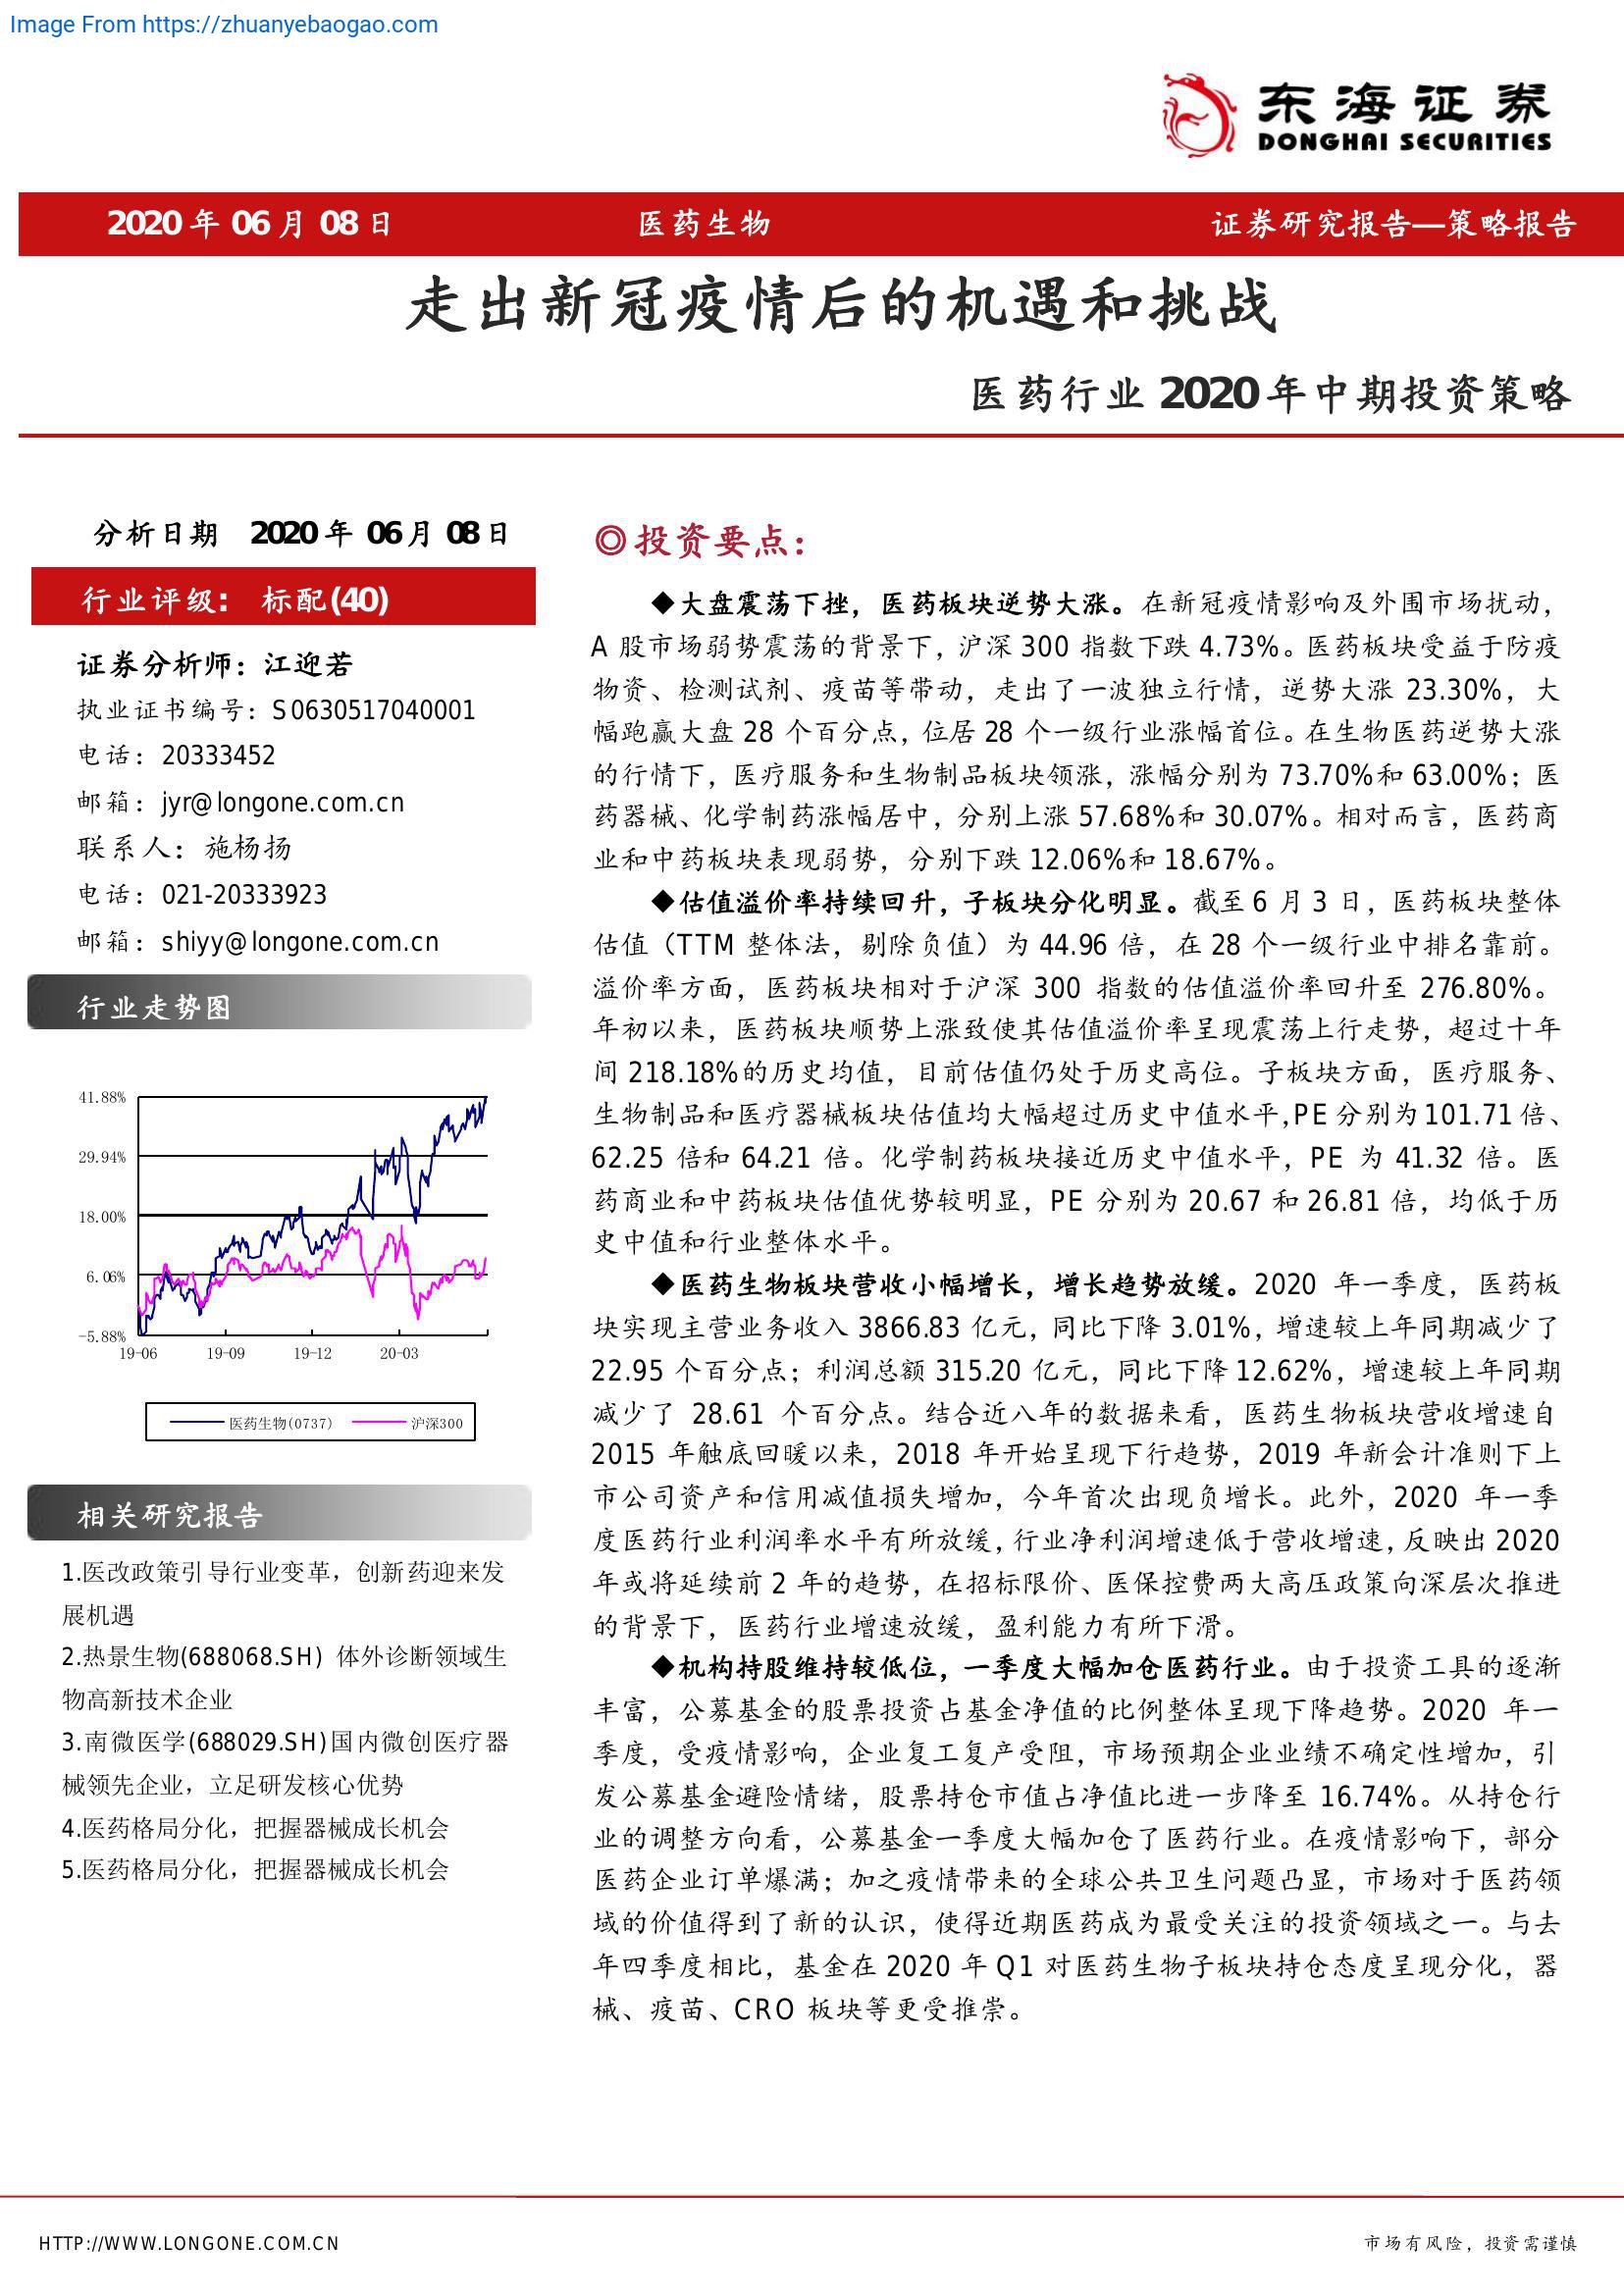 Image From https://zhuanyebaogao.com
东海证券
DONGHAI SECURITIES
2020年06月08日 医药生物 证券研究报告—策略报告
走出新冠疫情后的机遇和挑战
医药行业2020年中期投资策略
分析日期 2020年06月08日
行业评级: 标配(40)
证券分析师：江迎若
执业证书编号：S0630517040001
电话：20333452
邮箱：jyr@longone.com.cn
联系人：施杨扬
电话：021-20333923
邮箱：shiyy@longone.com.cn
行业走势图
41.88%
29.94%
18.00%
6.06%
-5.88%
19-06 19-09 19-12 20-03
医药生物(0737) 沪深300
相关研究报告
1.医改政策引导行业变革，创新药迎来发
展机遇
2.热景生物(688068.SH) 体外诊断领域生
物高新技术企业
3.南微医学(688029.SH)国内微创医疗器
械领先企业，立足研发核心优势
4.医药格局分化，把握器械成长机会
5.医药格局分化，把握器械成长机会
◎投资要点：
◆大盘震荡下挫，医药板块逆势大涨。在新冠疫情影响及外围市场扰动，
A 股市场弱势震荡的背景下，沪深 300 指数下跌 4.73%。医药板块受益于防疫
物资、检测试剂、疫苗等带动，走出了一波独立行情，逆势大涨 23.30%，大
幅跑赢大盘 28 个百分点，位居 28 个一级行业涨幅首位。在生物医药逆势大涨
的行情下，医疗服务和生物制品板块领涨，涨幅分别为 73.70%和 63.00%；医
药器械、化学制药涨幅居中，分别上涨 57.68%和 30.07%。相对而言，医药商
业和中药板块表现弱势，分别下跌 12.06%和 18.67%。
◆估值溢价率持续回升，子板块分化明显。截至 6 月 3 日，医药板块整体
估值（TTM 整体法，剔除负值）为 44.96 倍，在 28 个一级行业中排名靠前。
溢价率方面，医药板块相对于沪深 300 指数的估值溢价率回升至 276.80%。
年初以来，医药板块顺势上涨致使其估值溢价率呈现震荡上行走势，超过十年
间 218.18%的历史均值，目前估值仍处于历史高位。子板块方面，医疗服务、
生物制品和医疗器械板块估值均大幅超过历史中值水平,PE 分别为 101.71 倍、
62.25 倍和 64.21 倍。化学制药板块接近历史中值水平，PE 为 41.32 倍。医
药商业和中药板块估值优势较明显，PE 分别为 20.67 和 26.81 倍，均低于历
史中值和行业整体水平。
◆医药生物板块营收小幅增长，增长趋势放缓。2020 年一季度，医药板
块实现主营业务收入 3866.83 亿元，同比下降 3.01%，增速较上年同期减少了
22.95 个百分点；利润总额 315.20 亿元，同比下降 12.62%，增速较上年同期
减少了 28.61 个百分点。结合近八年的数据来看，医药生物板块营收增速自
2015 年触底回暖以来，2018 年开始呈现下行趋势，2019 年新会计准则下上
市公司资产和信用减值损失增加，今年首次出现负增长。此外，2020 年一季
度医药行业利润率水平有所放缓，行业净利润增速低于营收增速，反映出 2020
年或将延续前 2 年的趋势，在招标限价、医保控费两大高压政策向深层次推进
的背景下，医药行业增速放缓，盈利能力有所下滑。
◆机构持股维持较低位，一季度大幅加仓医药行业。由于投资工具的逐渐
丰富，公募基金的股票投资占基金净值的比例整体呈现下降趋势。2020 年一
季度，受疫情影响，企业复工复产受阻，市场预期企业业绩不确定性增加，引
发公募基金避险情绪，股票持仓市值占净值比进一步降至 16.74%。从持仓行
业的调整方向看，公募基金一季度大幅加仓了医药行业。在疫情影响下，部分
医药企业订单爆满；加之疫情带来的全球公共卫生问题凸显，市场对于医药领
域的价值得到了新的认识，使得近期医药成为最受关注的投资领域之一。与去
年四季度相比，基金在 2020 年 Q1 对医药生物子板块持仓态度呈现分化，器
械、疫苗、CRO 板块等更受推崇。
HTTP://WWW.LONGONE.COM.CN 市场有风险，投资需谨慎